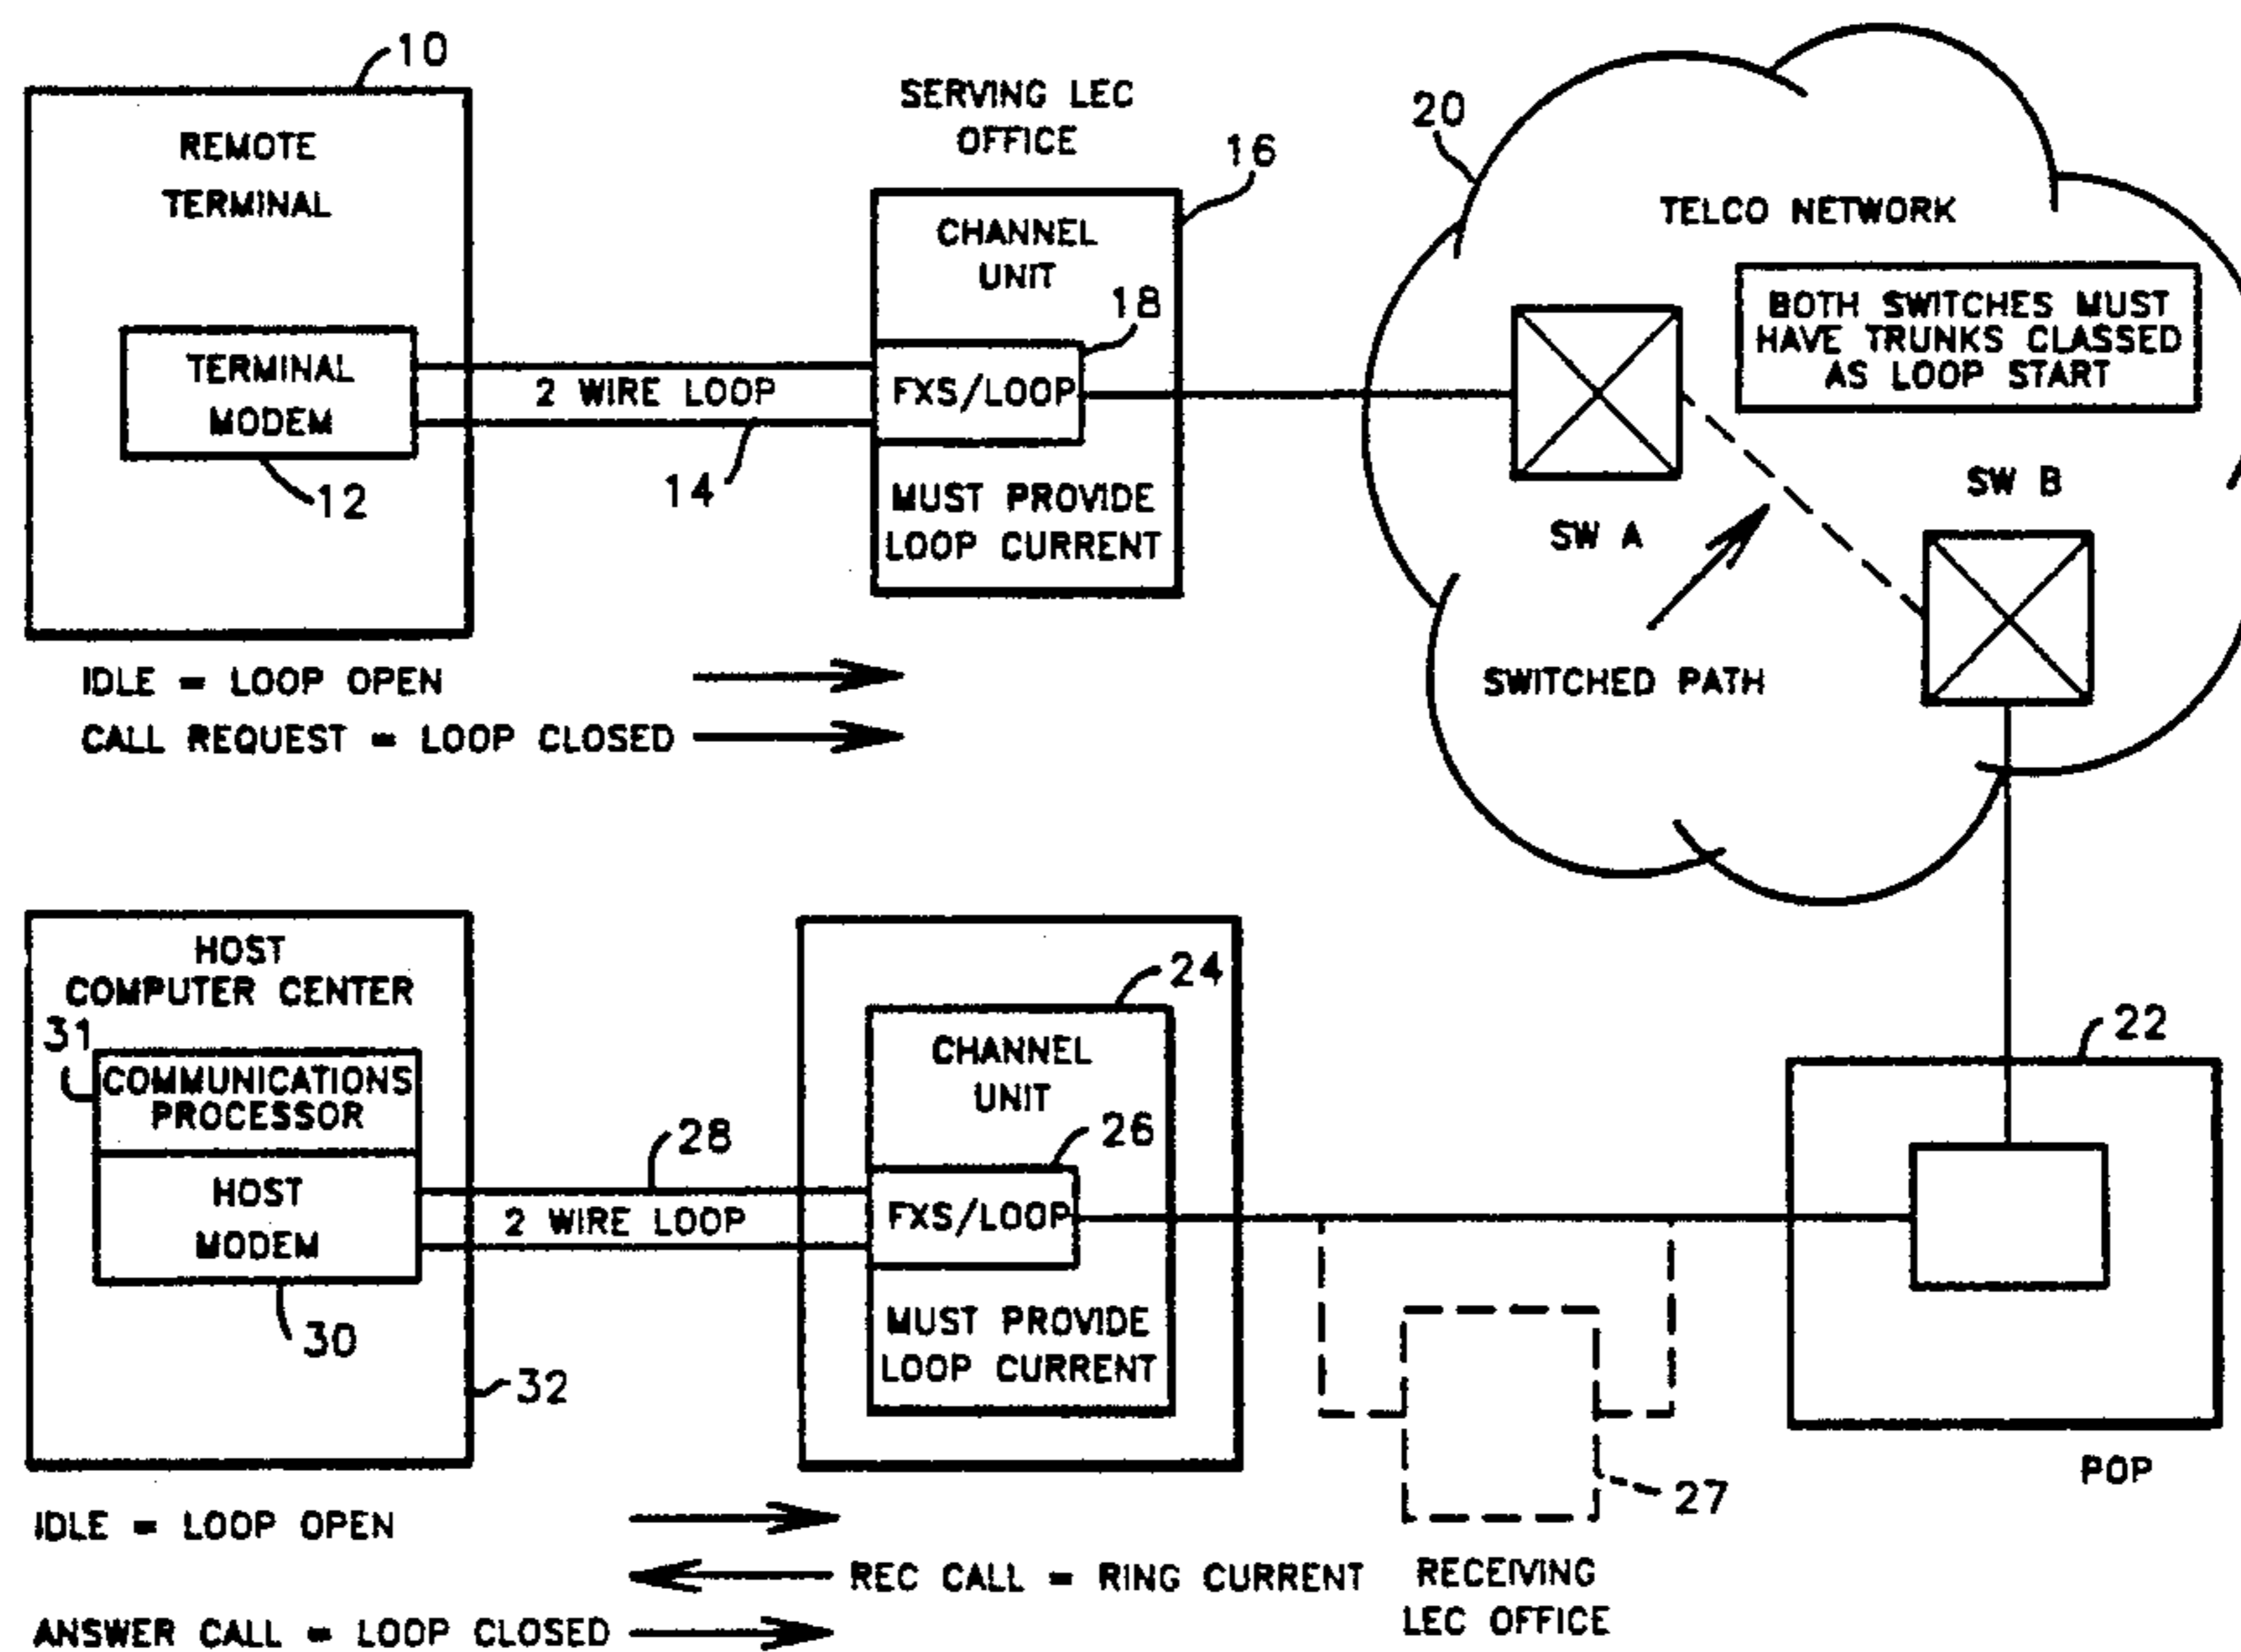 10
REMOTE
TERMINAL
TERMINAL
MODEM
12
2 WIRE LOOP
14
SERVING LEC
OFFICE
16
CHANNEL
UNIT
18
FXS/LOOP
MUST PROVIDE
LOOP CURRENT
20
TELCO NETWORK
BOTH SWITCHES MUST
HAVE TRUNKS CLASSED
AS LOOP START
SW A
SW B
SWITCHED PATH
IDLE = LOOP OPEN
CALL REQUEST = LOOP CLOSED
HOST
COMPUTER CENTER
31
COMMUNICATIONS
PROCESSOR
HOST
MODEM
30
32
28
2 WIRE LOOP
24
CHANNEL
UNIT
26
FXS/LOOP
MUST PROVIDE
LOOP CURRENT
22
POP
27
RECEIVING
LEC OFFICE
IDLE = LOOP OPEN
REC CALL = RING CURRENT
ANSWER CALL = LOOP CLOSED